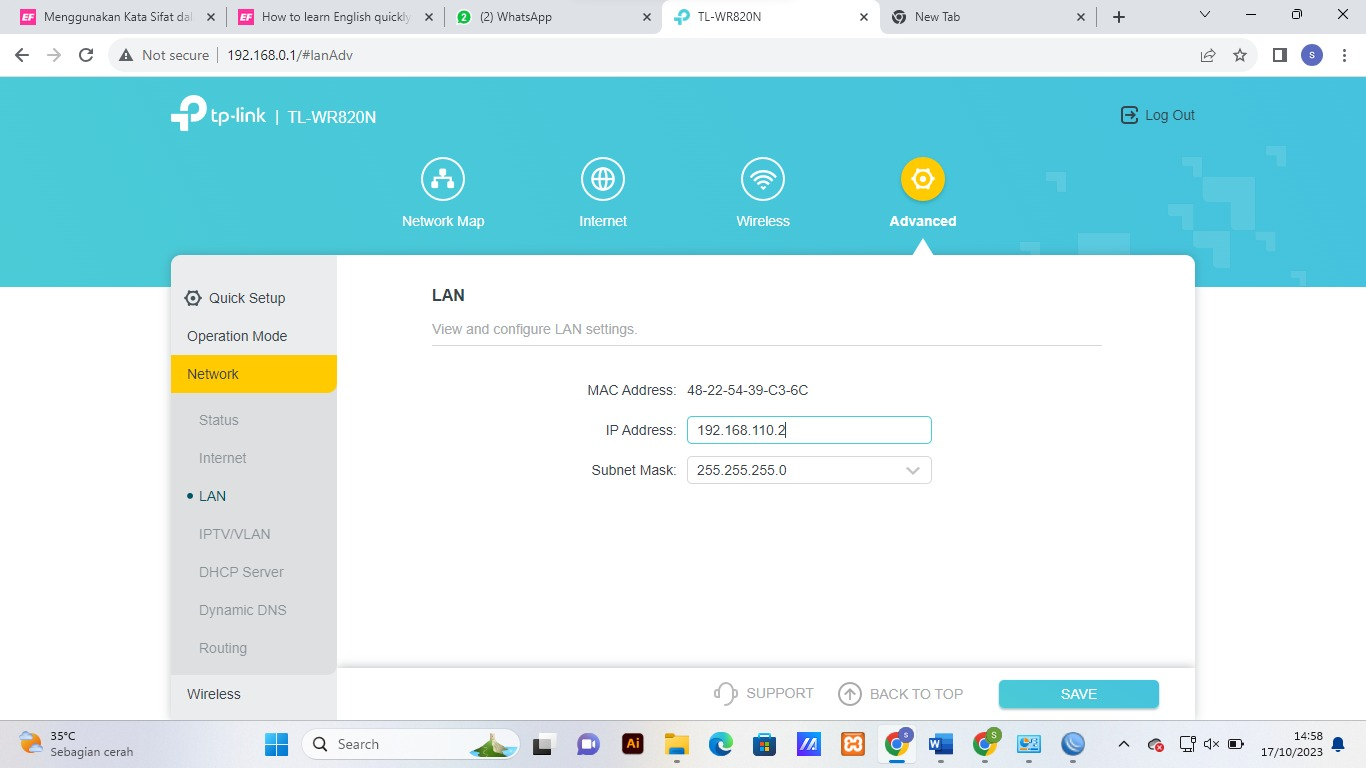 EF Menggunakan Kata Sifat dal
EF How to learn English quickly
2 (2) WhatsApp
TL-WR820N
New Tab
Not secure | 192.168.0.1/#lanAdv
S
tp-link | TL-WR820N
Log Out
Network Map
Internet
Wireless
Advanced
Quick Setup
Operation Mode
Network
Status
Internet
LAN
IPTV/VLAN
DHCP Server
Dynamic DNS
Routing
Wireless
LAN
View and configure LAN settings.
MAC Address: 48-22-54-39-C3-6C
IP Address: 192.168.110.2
Subnet Mask: 255.255.255.0
SUPPORT
BACK TO TOP
SAVE
35°C
Sebagian cerah
Search
Ai
S
W
S
14:58
17/10/2023